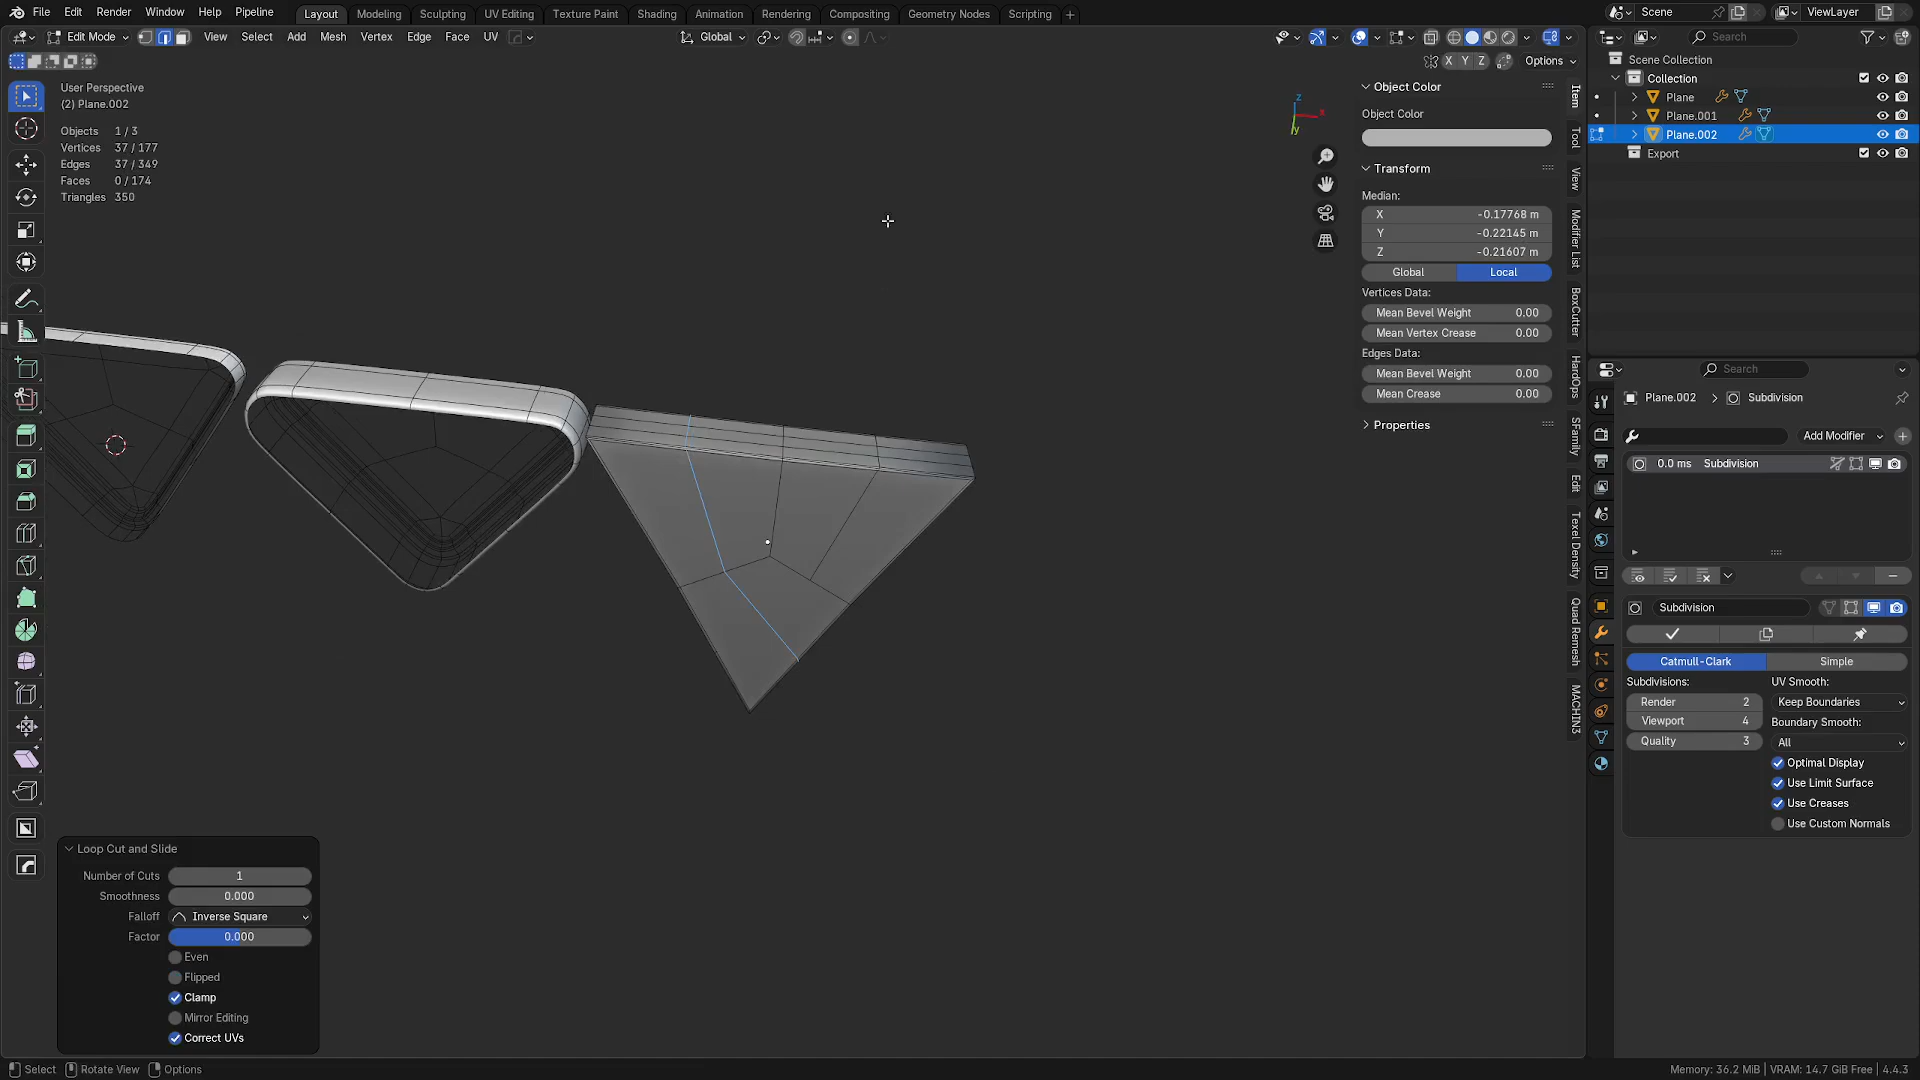 File Edit Render Window Help Pipeline Layout Modeling Sculpting UV Editing Texture Paint Shading Animation Rendering Compositing Geometry Nodes Scripting + Scene ViewLayer
Edit Mode View Select Add Mesh Vertex Edge Face UV Global Search
X Y Z Options
User Perspective
(2) Plane.002
Objects 1 / 3
Vertices 37 / 177
Edges 37 / 349
Faces 0 / 174
Triangles 350
Z
X
Y
Object Color
Object Color
Transform
Median:
X -0.17768 m
Y -0.22145 m
Z -0.21607 m
Global Local
Vertices Data:
Mean Bevel Weight 0.00
Mean Vertex Crease 0.00
Edges Data:
Mean Bevel Weight 0.00
Mean Crease 0.00
Properties
Item
Tool
View
Modifier List
BoxCutter
HardOps
SFamily
Edit
Texel Density
Quad Remesh
MACHIN3
Scene Collection
Collection
Plane
Plane.001
Plane.002
Export
Search
Plane.002 > Subdivision
Add Modifier
0.0 ms Subdivision
Subdivision
Catmull-Clark Simple
Subdivisions: UV Smooth:
Render 2 Keep Boundaries
Viewport 4 Boundary Smooth:
Quality 3 All
Optimal Display
Use Limit Surface
Use Creases
Use Custom Normals
Loop Cut and Slide
Number of Cuts 1
Smoothness 0.000
Falloff Inverse Square
Factor 0.000
Even
Flipped
Clamp
Mirror Editing
Correct UVs
Select Rotate View Options Memory: 36.2 MiB | VRAM: 14.7 GiB Free | 4.4.3